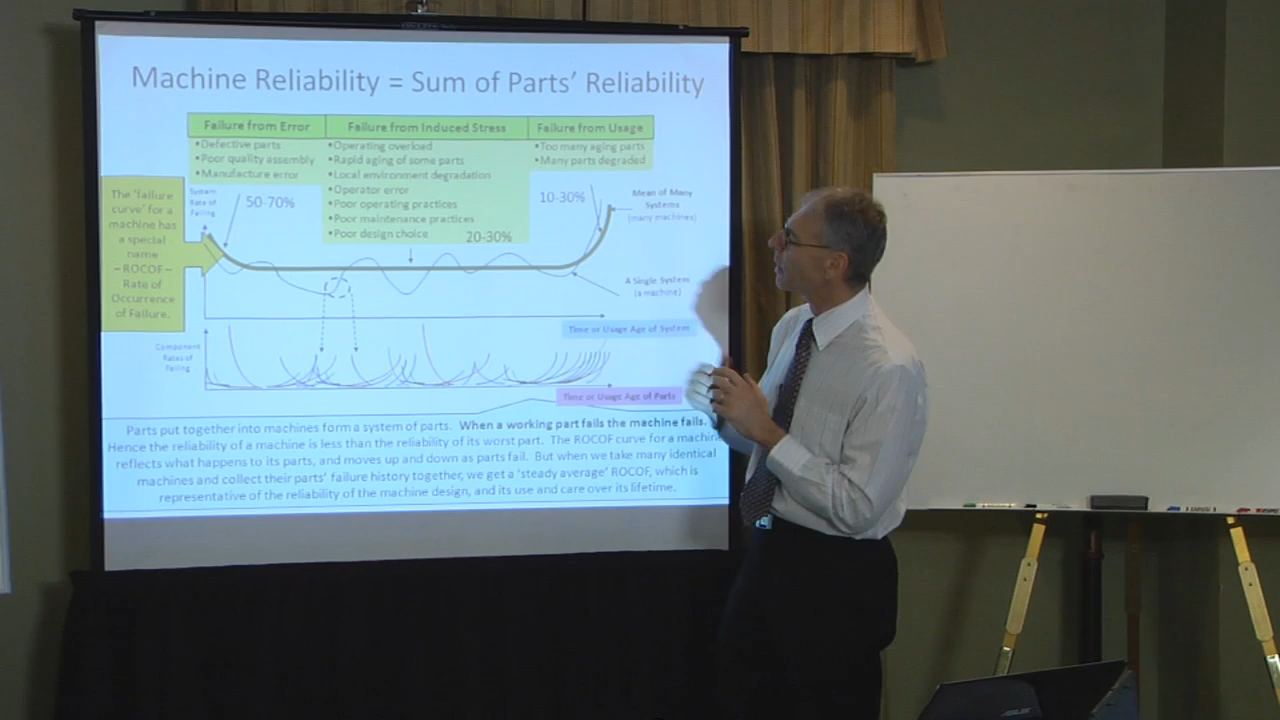 Machine Reliability = Sum of Parts' Reliability
Failure from Error
Failure from Induced Stress
Failure from Usage
•Defective parts
•Poor quality assembly
•Manufacture error
•Operating overload
•Rapid aging of some parts
•Local environment degradation
•Operator error
•Poor operating practices
•Poor maintenance practices
•Poor design choice
20-30%
•Too many aging parts
•Many parts degraded
The 'failure
curve' for a
machine has
a special
name
– ROCOF –
Rate of
Occurrence
of Failure.
System
Rate of
Failing
50-70%
10-30%
Mean of Many
Systems
(many machines)
A Single System
(a machine)
Time or Usage Age of System
Component
Rates of
Failing
Time or Usage Age of Parts
Parts put together into machines form a system of parts. When a working part fails the machine fails.
Hence the reliability of a machine is less than the reliability of its worst part. The ROCOF curve for a machine
reflects what happens to its parts, and moves up and down as parts fail. But when we take many identical
machines and collect their parts' failure history together, we get a 'steady average' ROCOF, which is
representative of the reliability of the machine design, and its use and care over its lifetime.
ASUS